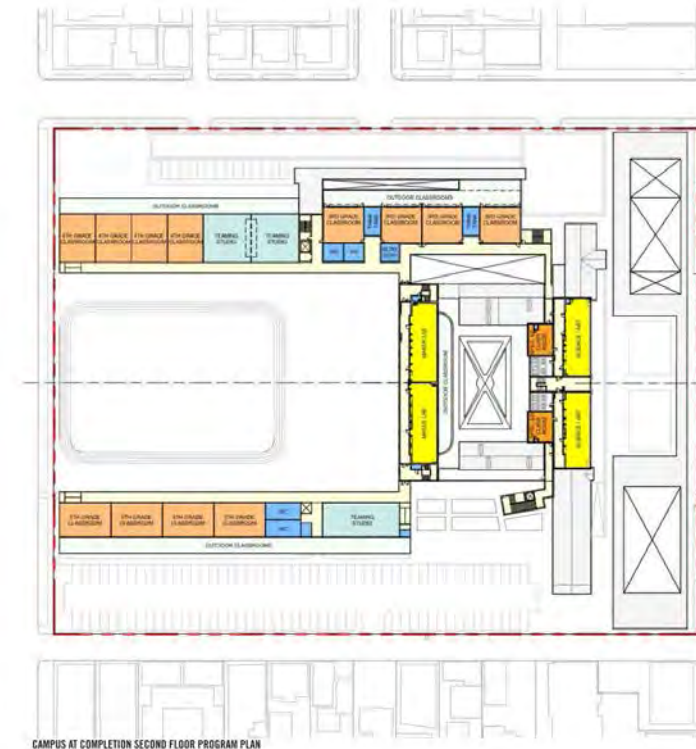 OUTDOOR CLASSROOMS
OUTDOOR CLASSROOMS
4TH GRADE CLASSROOM
4TH GRADE CLASSROOM
4TH GRADE CLASSROOM
4TH GRADE CLASSROOM
TEAMING STUDIO
TEAMING STUDIO
3RD GRADE CLASSROOM
3RD GRADE CLASSROOM
3RD GRADE CLASSROOM
3RD GRADE CLASSROOM
MAKER LAB
MAKER LAB
OUTDOOR CLASSROOM
SCIENCE / ART
SCIENCE / ART
5TH GRADE CLASSROOM
5TH GRADE CLASSROOM
5TH GRADE CLASSROOM
5TH GRADE CLASSROOM
TEAMING STUDIO
OUTDOOR CLASSROOMS
CAMPUS AT COMPLETION SECOND FLOOR PROGRAM PLAN